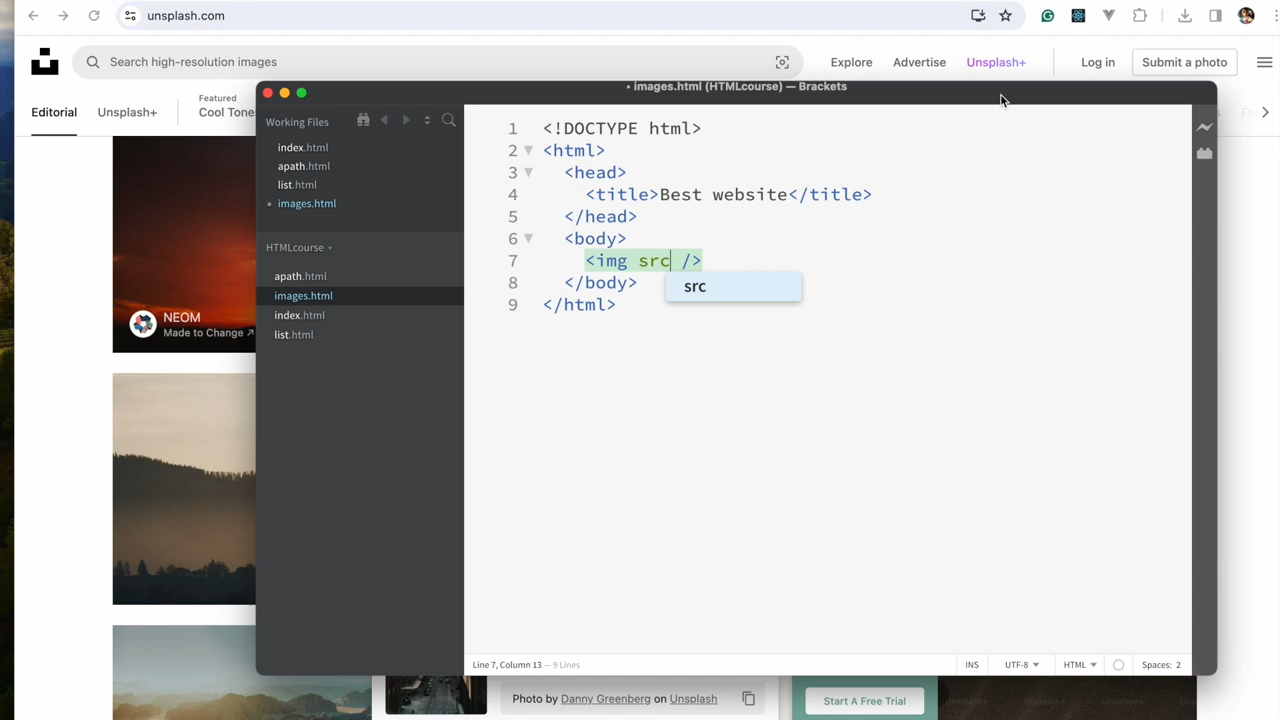 unsplash.com
Search high-resolution images
Explore
Advertise
Unsplash+
Log in
Submit a photo
Editorial
Unsplash+
Featured
Cool Tone
• images.html (HTMLcourse) — Brackets
Working Files
index.html
apath.html
list.html
• images.html
HTMLcourse
apath.html
images.html
index.html
list.html
1 <!DOCTYPE html>
2 <html>
3 <head>
4 <title>Best website</title>
5 </head>
6 <body>
7 <img src />
8 </body>
9 </html>
src
NEOM
Made to Change ↗
Line 7, Column 13 — 9 Lines
INS
UTF-8
HTML
Spaces: 2
Photo by Danny Greenberg on Unsplash
Start A Free Trial